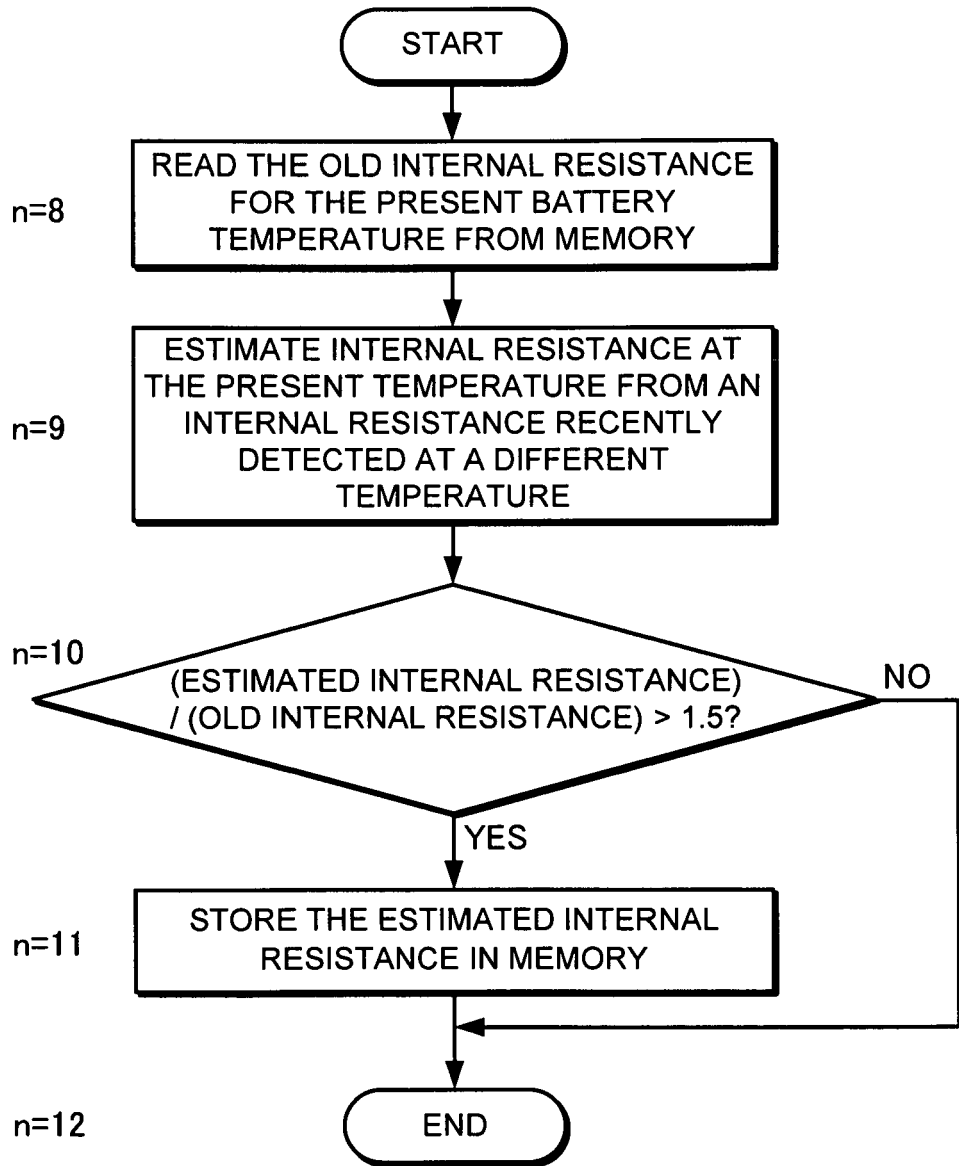 START
n=8
READ THE OLD INTERNAL RESISTANCE
FOR THE PRESENT BATTERY
TEMPERATURE FROM MEMORY
n=9
ESTIMATE INTERNAL RESISTANCE AT
THE PRESENT TEMPERATURE FROM AN
INTERNAL RESISTANCE RECENTLY
DETECTED AT A DIFFERENT
TEMPERATURE
n=10
(ESTIMATED INTERNAL RESISTANCE)
/ (OLD INTERNAL RESISTANCE) > 1.5?
NO
YES
n=11
STORE THE ESTIMATED INTERNAL
RESISTANCE IN MEMORY
n=12
END